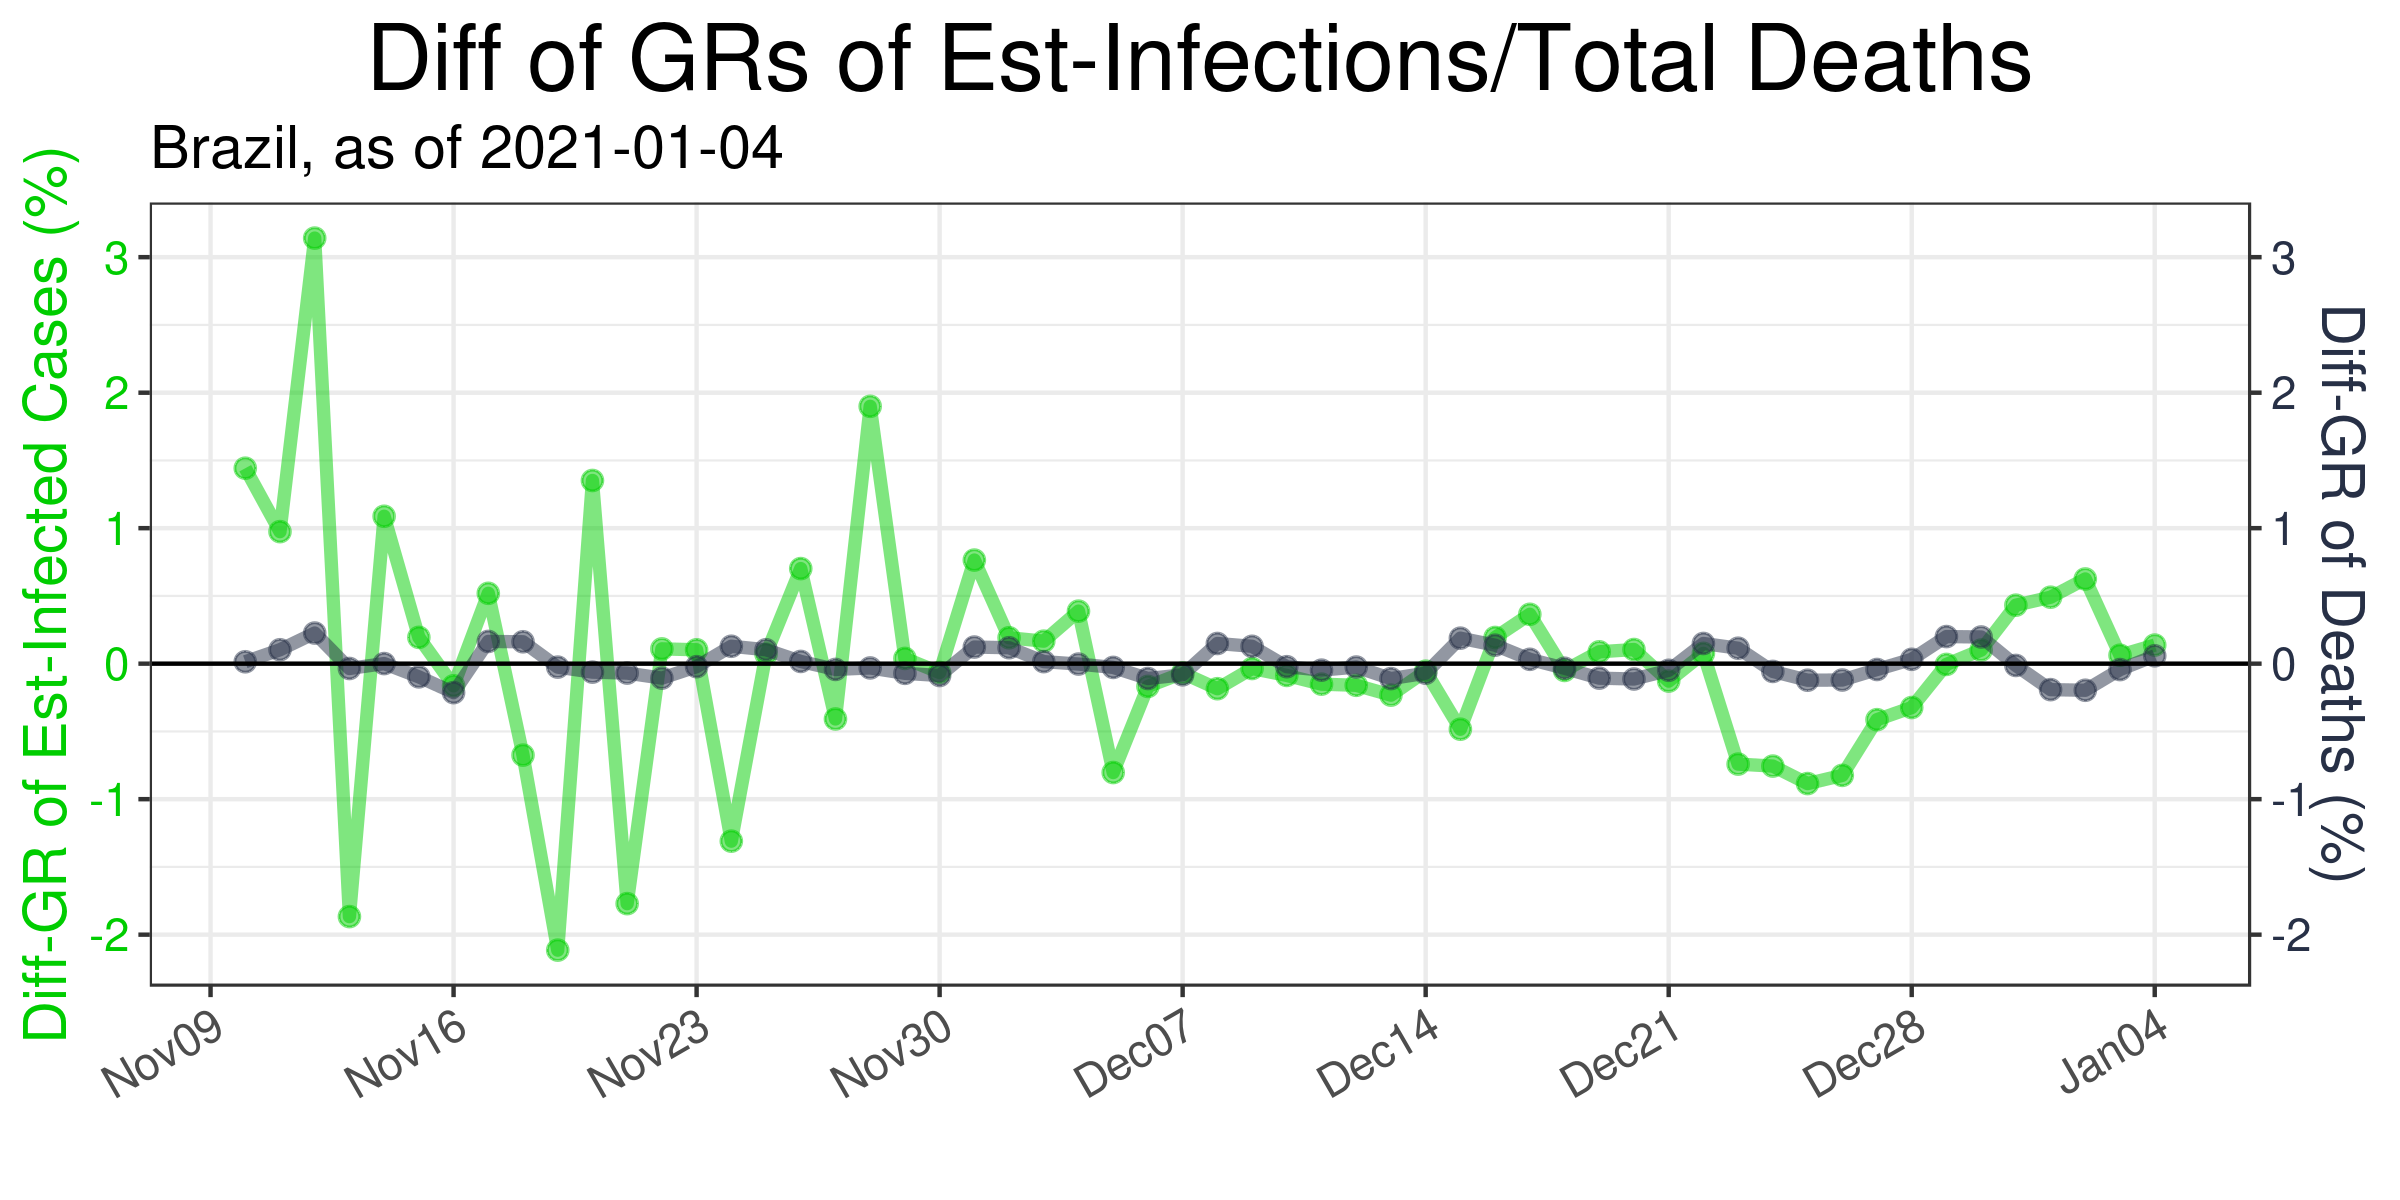 Diff of GRs of Est-Infections/Total Deaths
Brazil, as of 2021-01-04
Diff-GR of Est-Infected Cases (%)
3
2
1
0
-1
-2
3
2
1
0
-1
-2
Diff-GR of Deaths (%)
Nov09
Nov16
Nov23
Nov30
Dec07
Dec14
Dec21
Dec28
Jan04